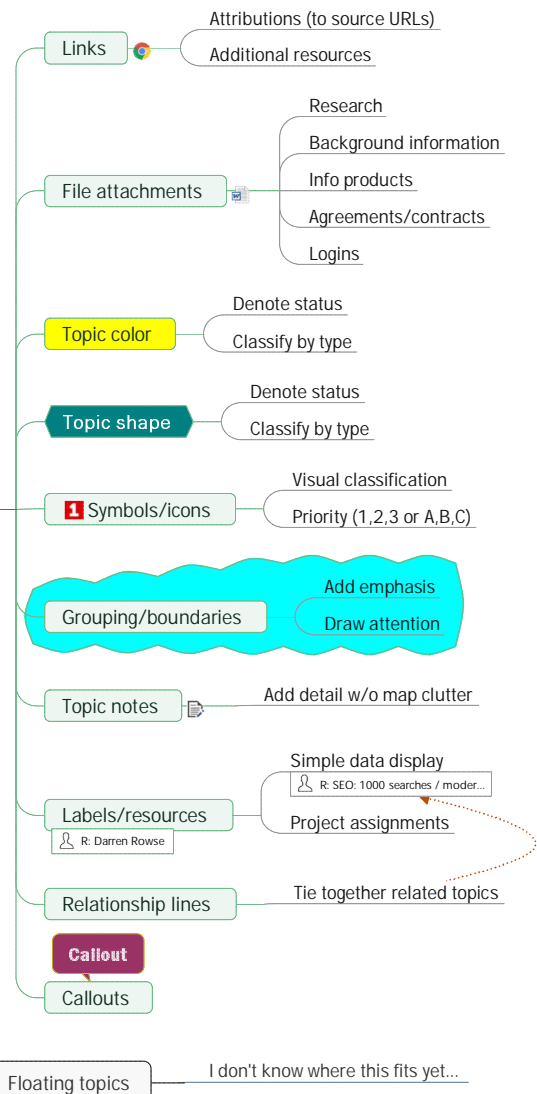 Links
Attributions (to source URLs)
Additional resources
File attachments
Research
Background information
Info products
Agreements/contracts
Logins
Topic color
Denote status
Classify by type
Topic shape
Denote status
Classify by type
1 Symbols/icons
Visual classification
Priority (1,2,3 or A,B,C)
Grouping/boundaries
Add emphasis
Draw attention
Topic notes
Add detail w/o map clutter
Labels/resources
R: Darren Rowse
Simple data display
R: SEO: 1000 searches / moder...
Project assignments
Relationship lines
Tie together related topics
Callout
Callouts
Floating topics
I don't know where this fits yet...